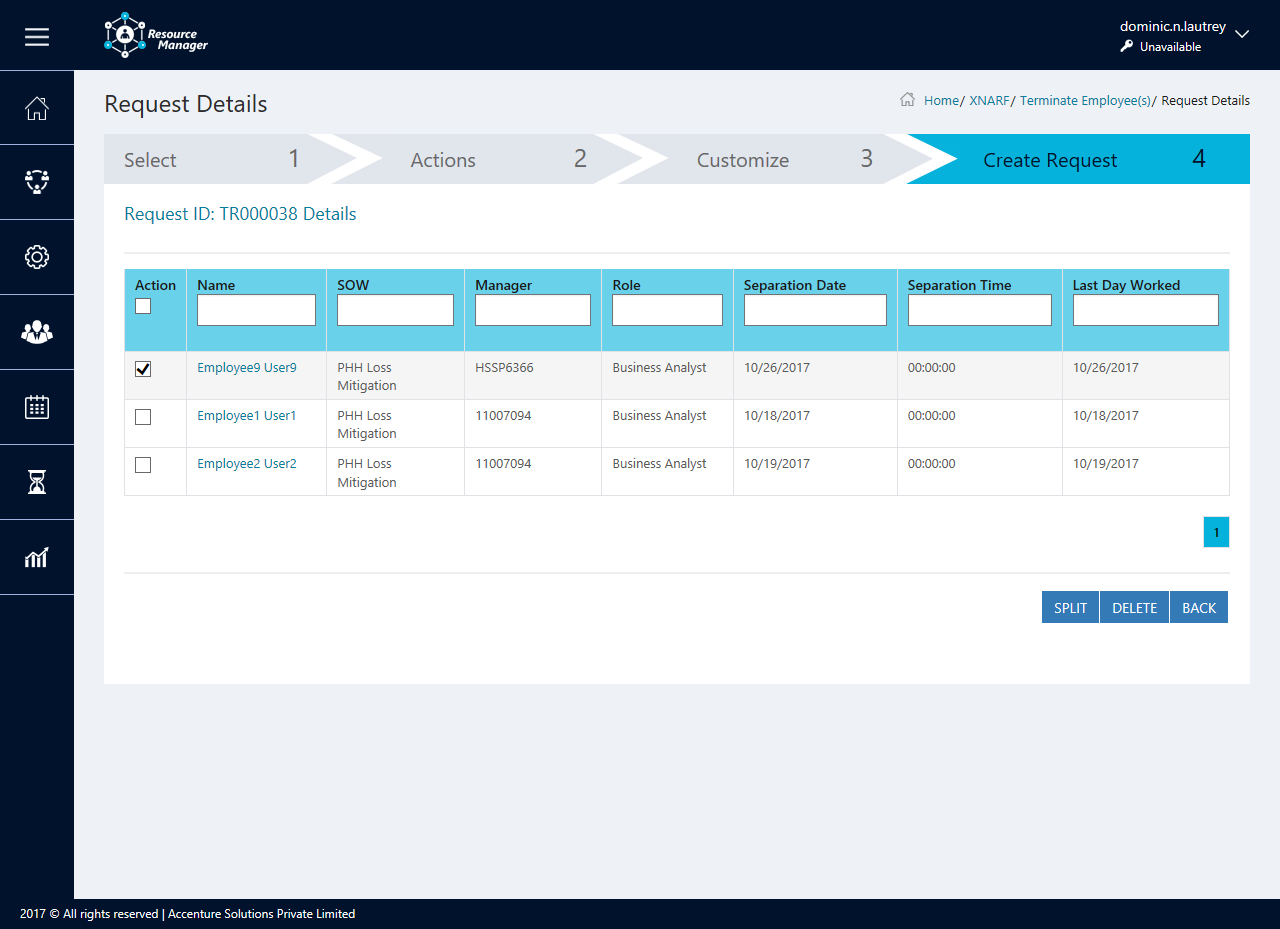 Resource
Manager
dominic.n.lautrey
Unavailable
Request Details
Home/ XNARF/ Terminate Employee(s)/ Request Details
Select 1 Actions 2 Customize 3 Create Request 4
Request ID: TR000038 Details
Action Name SOW Manager Role Separation Date Separation Time Last Day Worked
Employee9 User9 PHH Loss Mitigation HSSP6366 Business Analyst 10/26/2017 00:00:00 10/26/2017
Employee1 User1 PHH Loss Mitigation 11007094 Business Analyst 10/18/2017 00:00:00 10/18/2017
Employee2 User2 PHH Loss Mitigation 11007094 Business Analyst 10/19/2017 00:00:00 10/19/2017
1
SPLIT DELETE BACK
2017 © All rights reserved | Accenture Solutions Private Limited